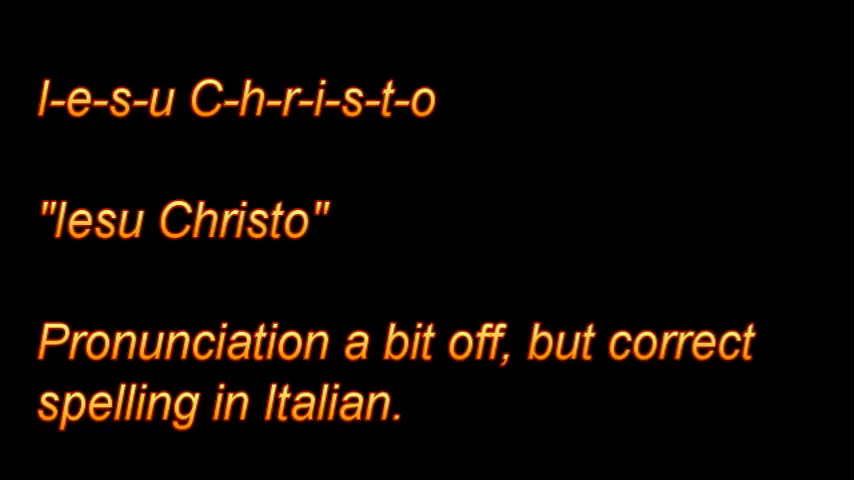 I-e-s-u C-h-r-i-s-t-o
"Iesu Christo"
Pronunciation a bit off, but correct
spelling in Italian.